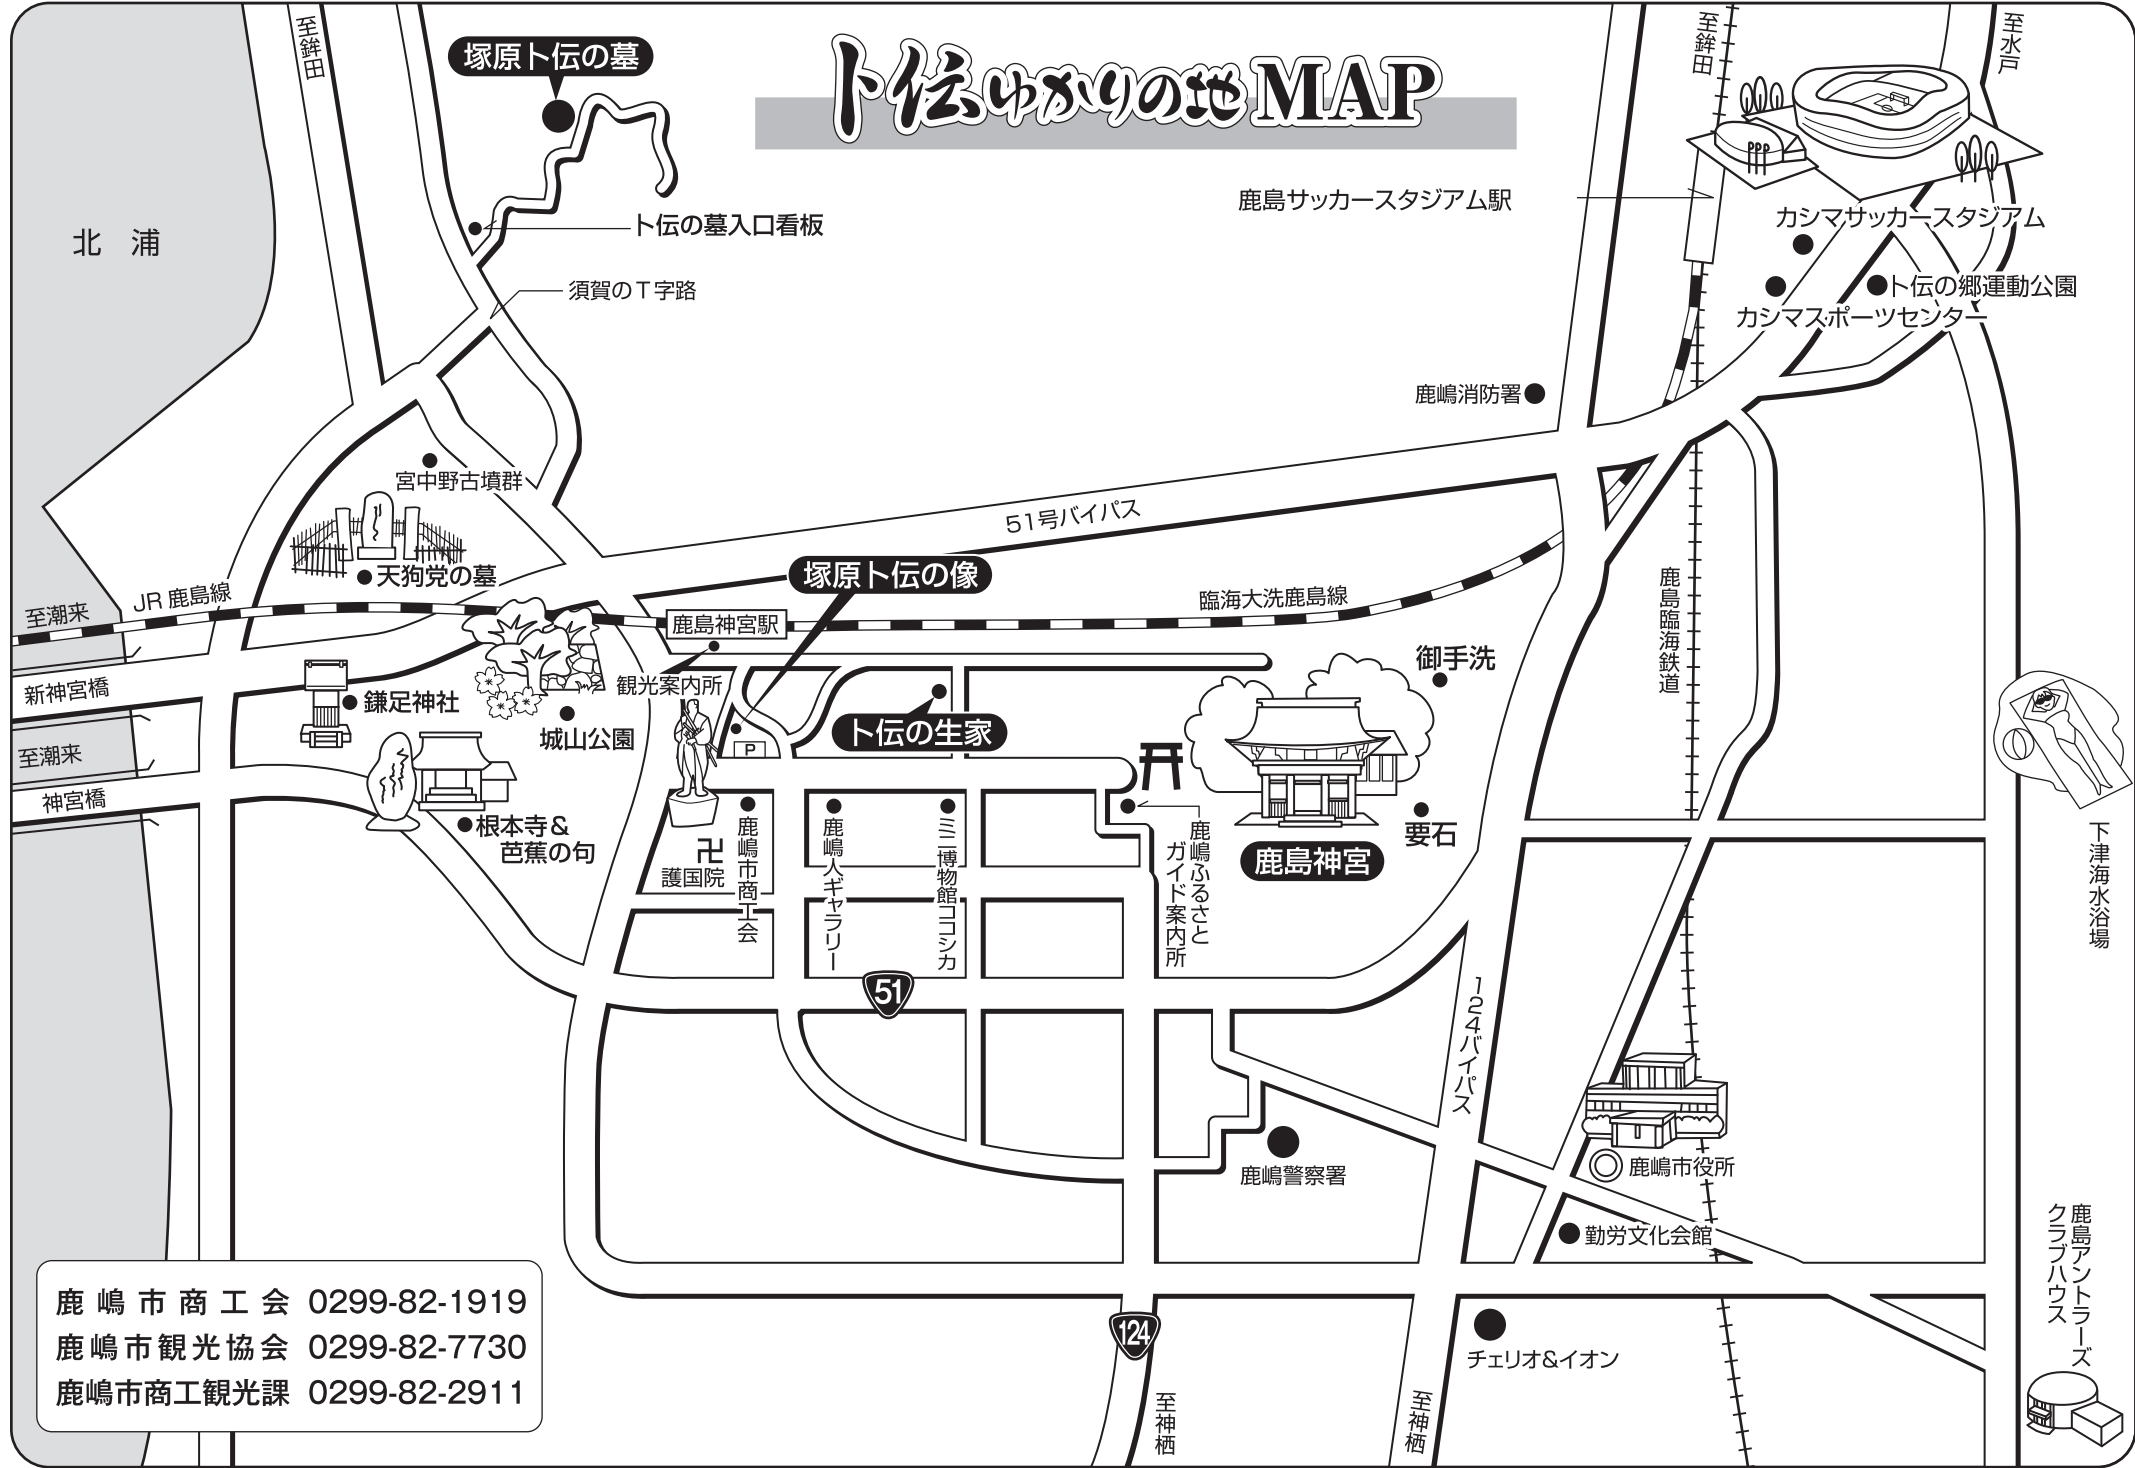 卜伝ゆかりの地MAP
至鉾田
塚原卜伝の墓
至鉾田
至水戸
鹿島サッカースタジアム駅
カシマサッカースタジアム
卜伝の墓入口看板
北浦
須賀のT字路
卜伝の郷運動公園
カシマスポーツセンター
鹿嶋消防署
宮中野古墳群
51号バイパス
天狗党の墓
塚原卜伝の像
JR鹿島線
至潮来
臨海大洗鹿島線
鹿島臨海鉄道
鹿島神宮駅
御手洗
観光案内所
新神宮橋
鎌足神社
城山公園
卜伝の生家
P
至潮来
神宮橋
根本寺&
芭蕉の句
卍
護国院
鹿嶋市商工会
鹿嶋人ギャラリー
ミニ博物館ココシカ
鹿嶋ふるさと
ガイド案内所
要石
鹿島神宮
下津海水浴場
51
124バイパス
鹿嶋警察署
鹿嶋市役所
勤労文化会館
鹿島アントラーズ
クラブハウス
鹿嶋市商工会 0299-82-1919
鹿嶋市観光協会 0299-82-7730
鹿嶋市商工観光課 0299-82-2911
124
チェリオ&イオン
至神栖
至神栖